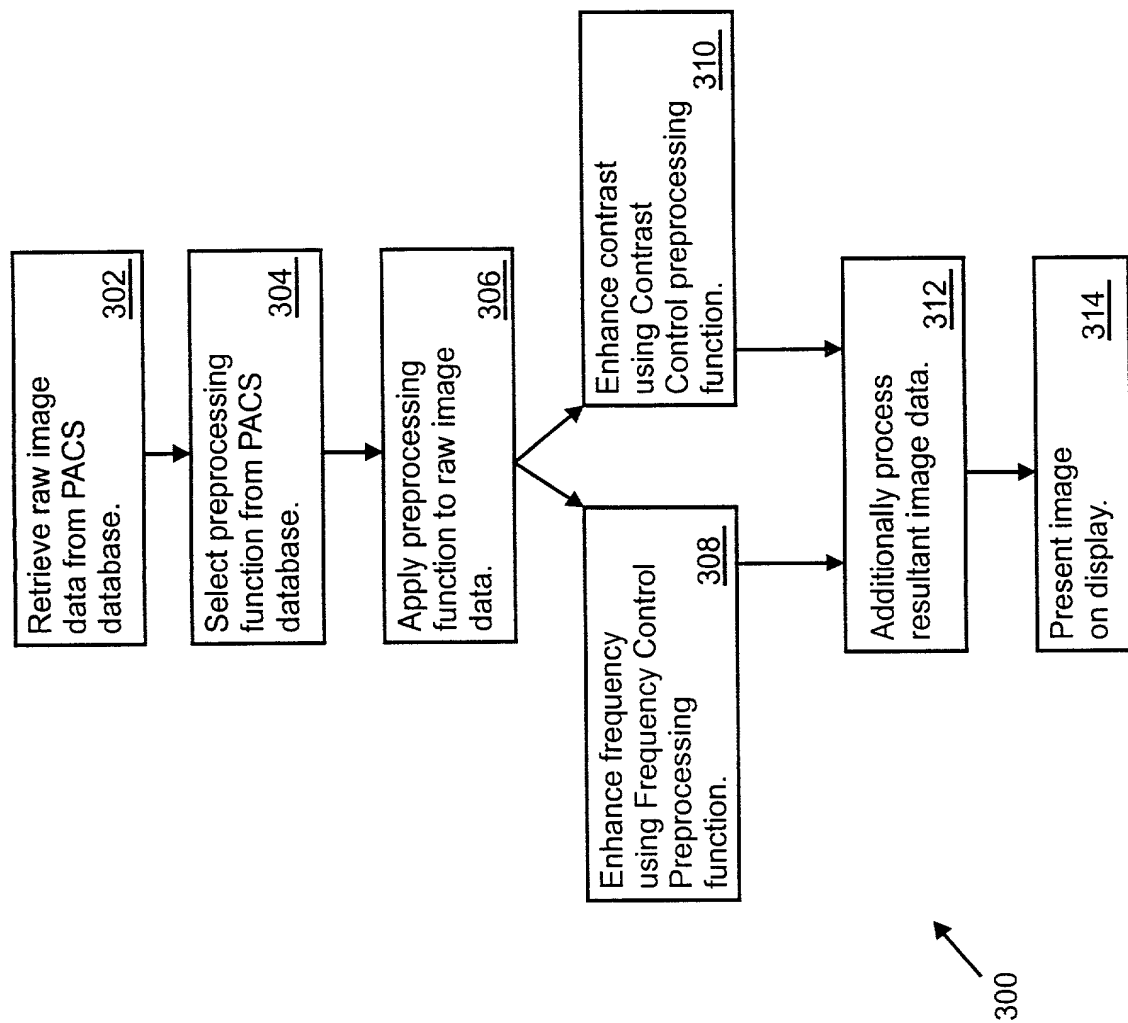 Retrieve raw image
data from PACS
database.
302
Select preprocessing
function from PACS
database.
304
Apply preprocessing
function to raw image
data.
306
Enhance frequency
using Frequency Control
Preprocessing
function.
308
Enhance contrast
using Contrast
Control preprocessing
function.
310
Additionally process
resultant image data.
312
Present image
on display.
314
300